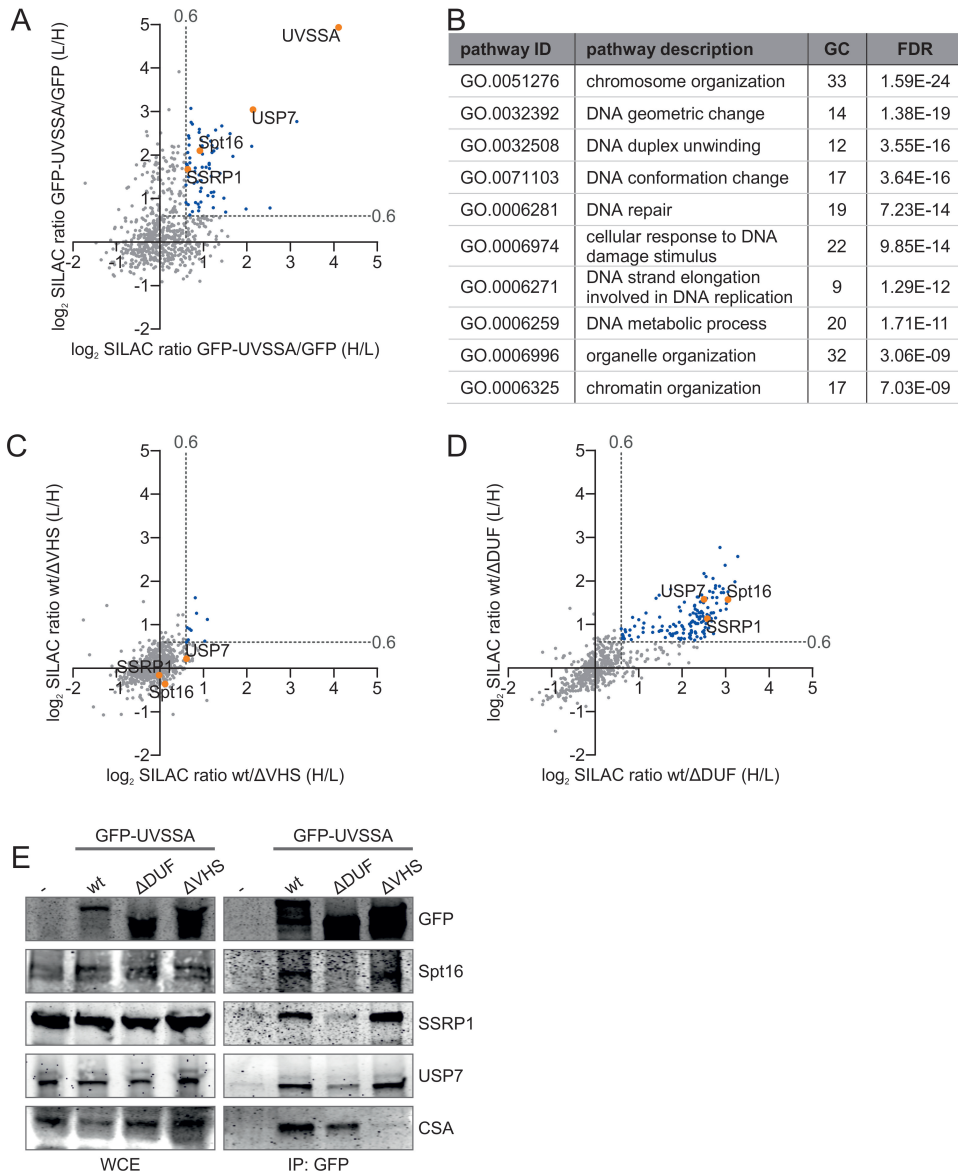 A
0.6
5
4
3
2
1
-1
-2
-2
-1
1
2
3
4
5
0.6
UVSSA
USP7
Spt16
SSRP1
log2 SILAC ratio GFP-UVSSA/GFP (L/H)
log2 SILAC ratio GFP-UVSSA/GFP (H/L)
B
pathway ID pathway description GC FDR
GO.0051276 chromosome organization 33 1.59E-24
GO.0032392 DNA geometric change 14 1.38E-19
GO.0032508 DNA duplex unwinding 12 3.55E-16
GO.0071103 DNA conformation change 17 3.64E-16
GO.0006281 DNA repair 19 7.23E-14
GO.0006974 cellular response to DNA damage stimulus 22 9.85E-14
GO.0006271 DNA strand elongation involved in DNA replication 9 1.29E-12
GO.0006259 DNA metabolic process 20 1.71E-11
GO.0006996 organelle organization 32 3.06E-09
GO.0006325 chromatin organization 17 7.03E-09
C
0.6
5
4
3
2
1
-1
-2
-2
-1
1
2
3
4
5
0.6
USP7
SSRP1
Spt16
log2 SILAC ratio wt/ΔVHS (L/H)
log2 SILAC ratio wt/ΔVHS (H/L)
D
0.6
5
4
3
2
1
-1
-2
-2
-1
1
2
3
4
5
0.6
USP7
Spt16
SSRP1
log2 SILAC ratio wt/ΔDUF (L/H)
log2 SILAC ratio wt/ΔDUF (H/L)
E
GFP-UVSSA GFP-UVSSA
- wt ΔDUF ΔVHS - wt ΔDUF ΔVHS
GFP
Spt16
SSRP1
USP7
CSA
WCE IP: GFP